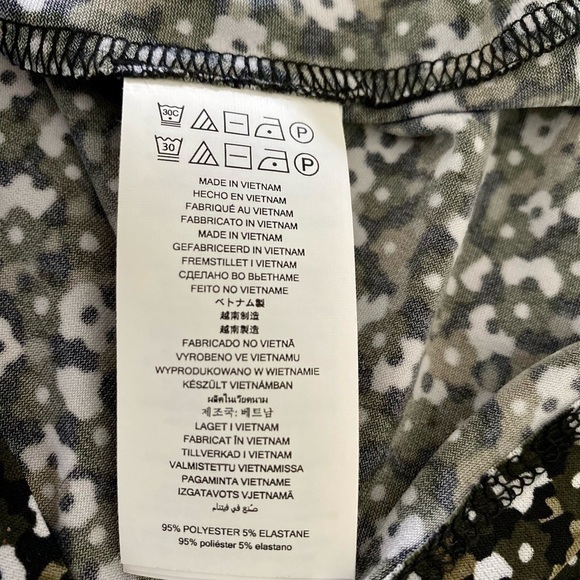 30C P
30 P
MADE IN VIETNAM
HECHO EN VIETNAM
FABRIQUÉ AU VIETNAM
FABBRICATO IN VIETNAM
MADE IN VIETNAM
GEFABRICEERD IN VIETNAM
FREMSTILLET I VIETNAM
СДЕЛАНО ВО ВЬЕТНАМЕ
FEITO NO VIETNAME
ベトナム製
越南制造
越南製造
FABRICADO NO VIETNÃ
VYROBENO VE VIETNAMU
WYPRODUKOWANO W WIETNAMIE
KÉSZÜLT VIETNÁMBAN
ผลิตในเวียดนาม
제조국: 베트남
LAGET I VIETNAM
FABRICAT ÎN VIETNAM
TILLVERKAD I VIETNAM
VALMISTETTU VIETNAMISSA
PAGAMINTA VIETNAME
IZGATAVOTS VJETNAMĀ
صُنع في فيتنام
95% POLYESTER 5% ELASTANE
95% poliéster 5% elastano